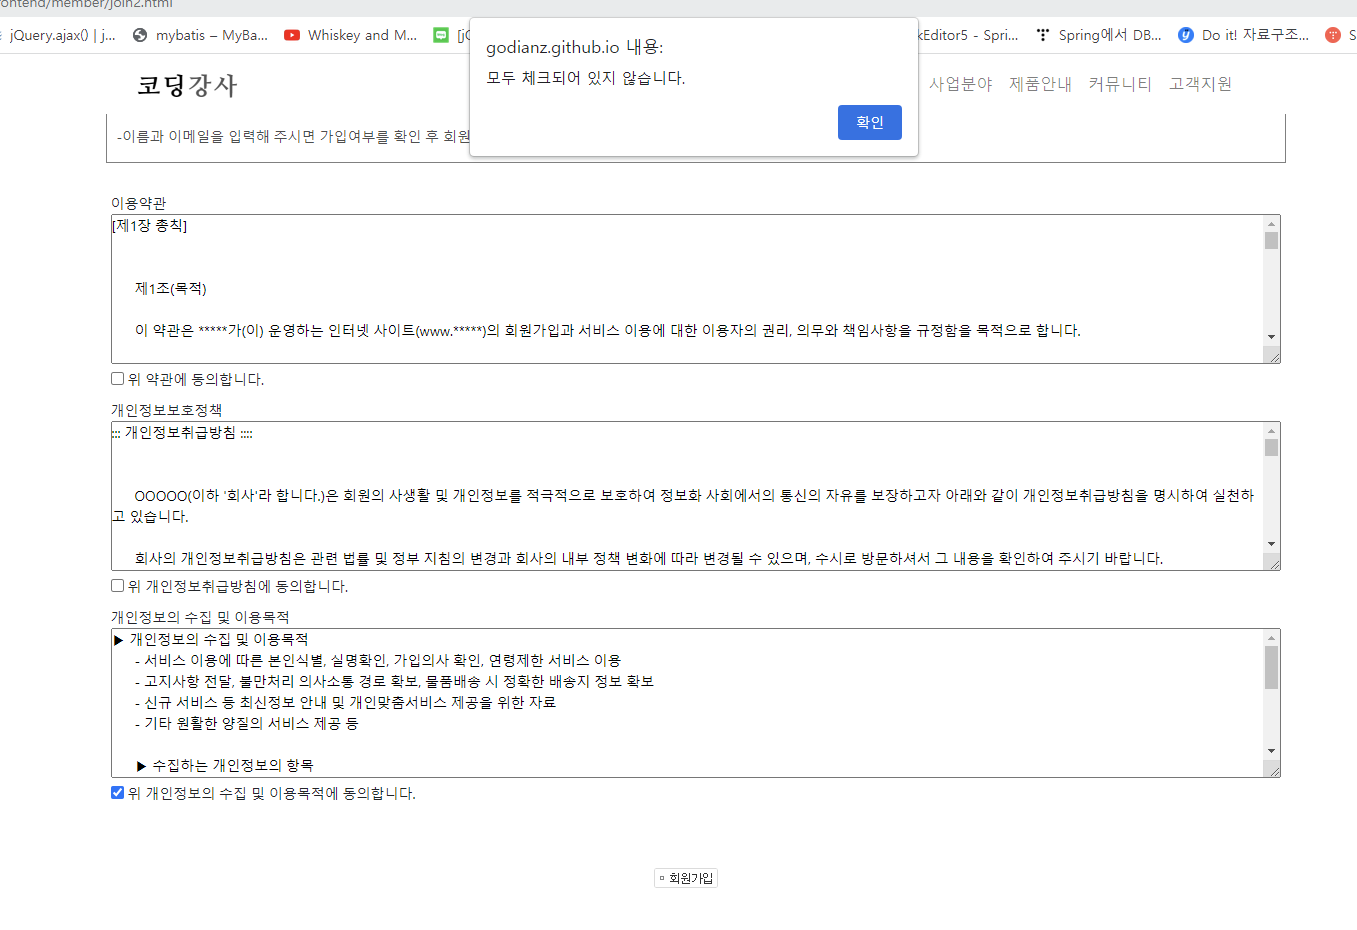 ontend/member/join2.html
jQuery.ajax() | j...
mybatis – MyBa...
Whiskey and M...
[jQ
kEditor5 - Spri...
Spring에서 DB...
Do it! 자료구조...
S
godianz.github.io 내용:
모두 체크되어 있지 않습니다.
확인
코딩강사
사업분야 제품안내 커뮤니티 고객지원
-이름과 이메일을 입력해 주시면 가입여부를 확인 후 회원
이용약관
[제1장 총칙]
제1조(목적)
이 약관은 *****가(이) 운영하는 인터넷 사이트(www.*****)의 회원가입과 서비스 이용에 대한 이용자의 권리, 의무와 책임사항을 규정함을 목적으로 합니다.
위 약관에 동의합니다.
개인정보보호정책
::: 개인정보취급방침 ::::
OOOOO(이하 '회사'라 합니다.)은 회원의 사생활 및 개인정보를 적극적으로 보호하여 정보화 사회에서의 통신의 자유를 보장하고자 아래와 같이 개인정보취급방침을 명시하여 실천하
고 있습니다.
회사의 개인정보취급방침은 관련 법률 및 정부 지침의 변경과 회사의 내부 정책 변화에 따라 변경될 수 있으며, 수시로 방문하셔서 그 내용을 확인하여 주시기 바랍니다.
위 개인정보취급방침에 동의합니다.
개인정보의 수집 및 이용목적
▶ 개인정보의 수집 및 이용목적
- 서비스 이용에 따른 본인식별, 실명확인, 가입의사 확인, 연령제한 서비스 이용
- 고지사항 전달, 불만처리 의사소통 경로 확보, 물품배송 시 정확한 배송지 정보 확보
- 신규 서비스 등 최신정보 안내 및 개인맞춤서비스 제공을 위한 자료
- 기타 원활한 양질의 서비스 제공 등
▶ 수집하는 개인정보의 항목
위 개인정보의 수집 및 이용목적에 동의합니다.
회원가입